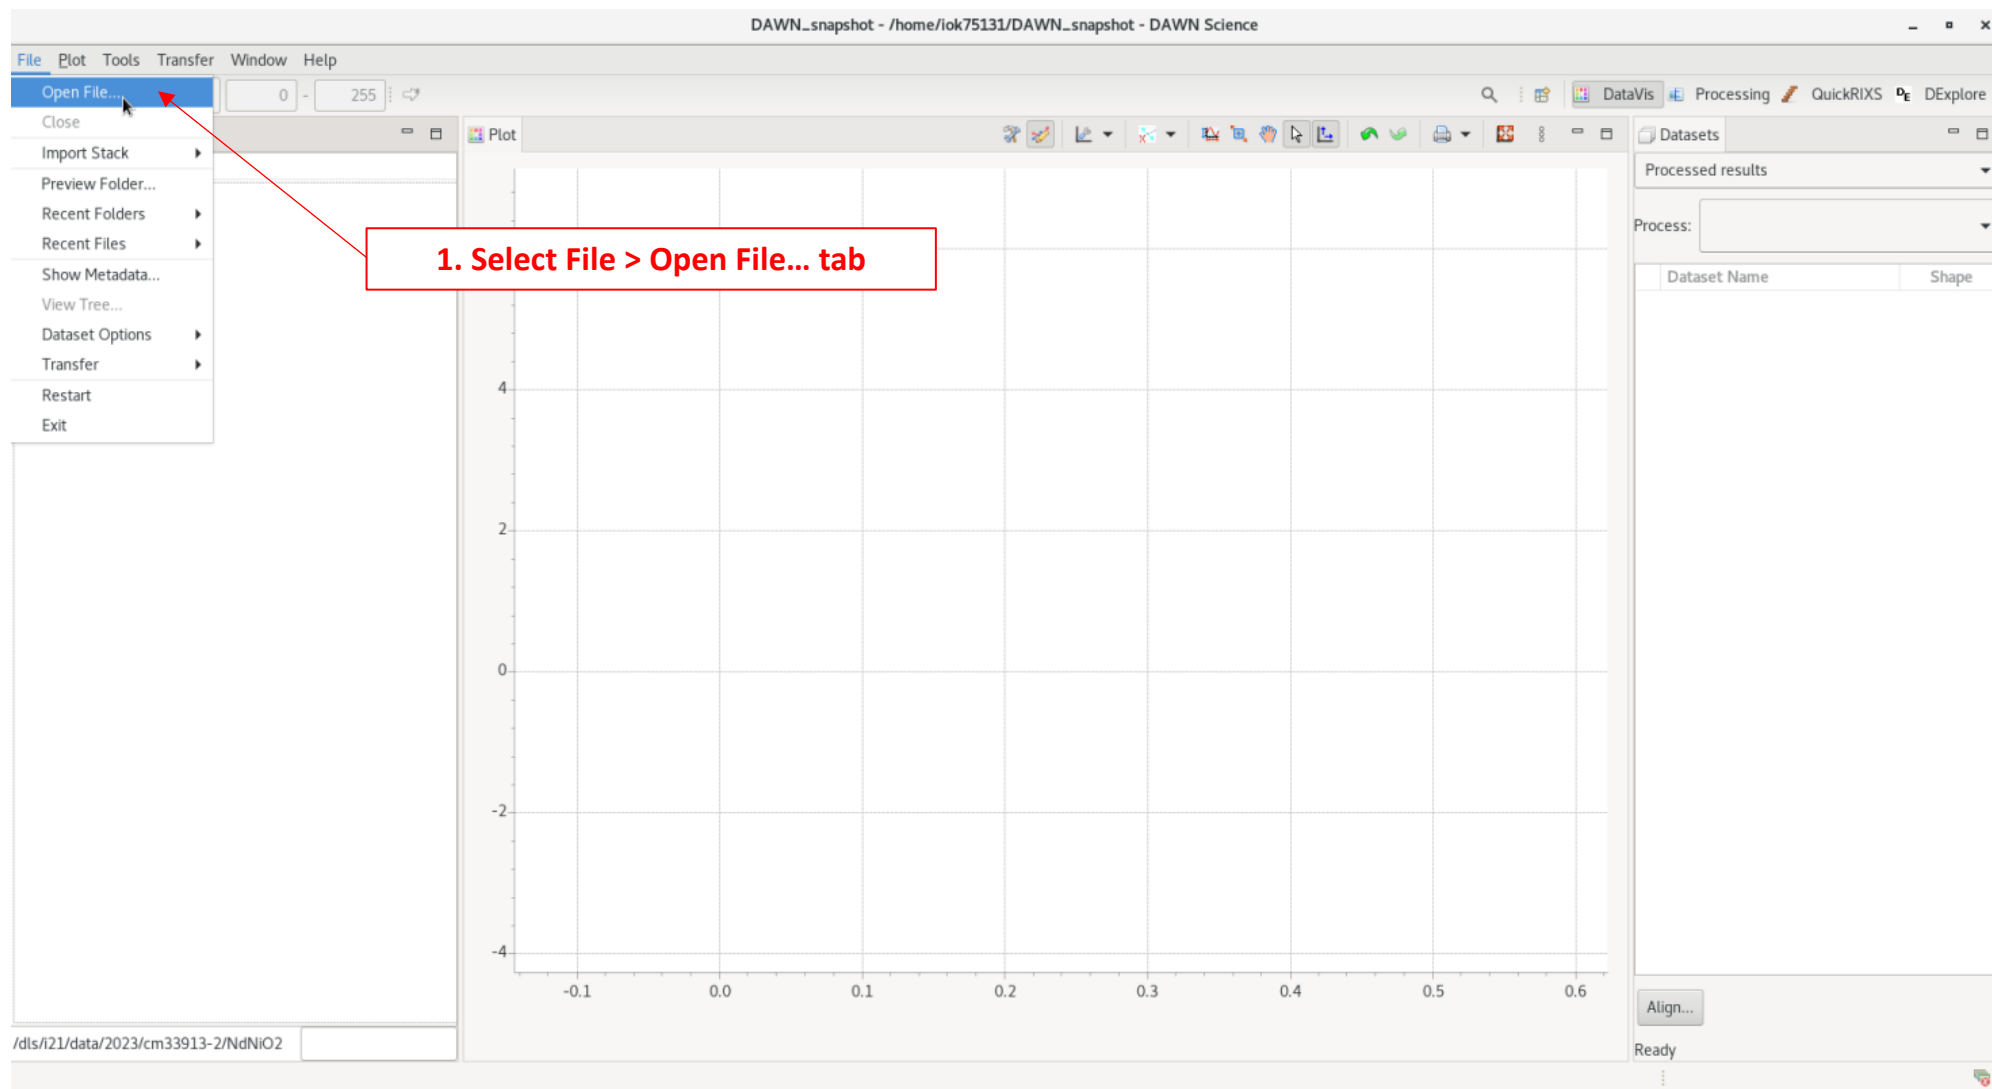 DAWN_snapshot - /home/iok75131/DAWN_snapshot - DAWN Science
File Plot Tools Transfer Window Help
0 - 255
DataVis Processing QuickRIXS DE DExplore
Open File...
Close
Import Stack
Preview Folder...
Recent Folders
Recent Files
Show Metadata...
View Tree...
Dataset Options
Transfer
Restart
Exit
1. Select File > Open File... tab
Plot
4
2
0
-2
-4
-0.1 0.0 0.1 0.2 0.3 0.4 0.5 0.6
Datasets
Processed results
Process:
Dataset Name Shape
Align...
Ready
/dls/i21/data/2023/cm33913-2/NdNiO2